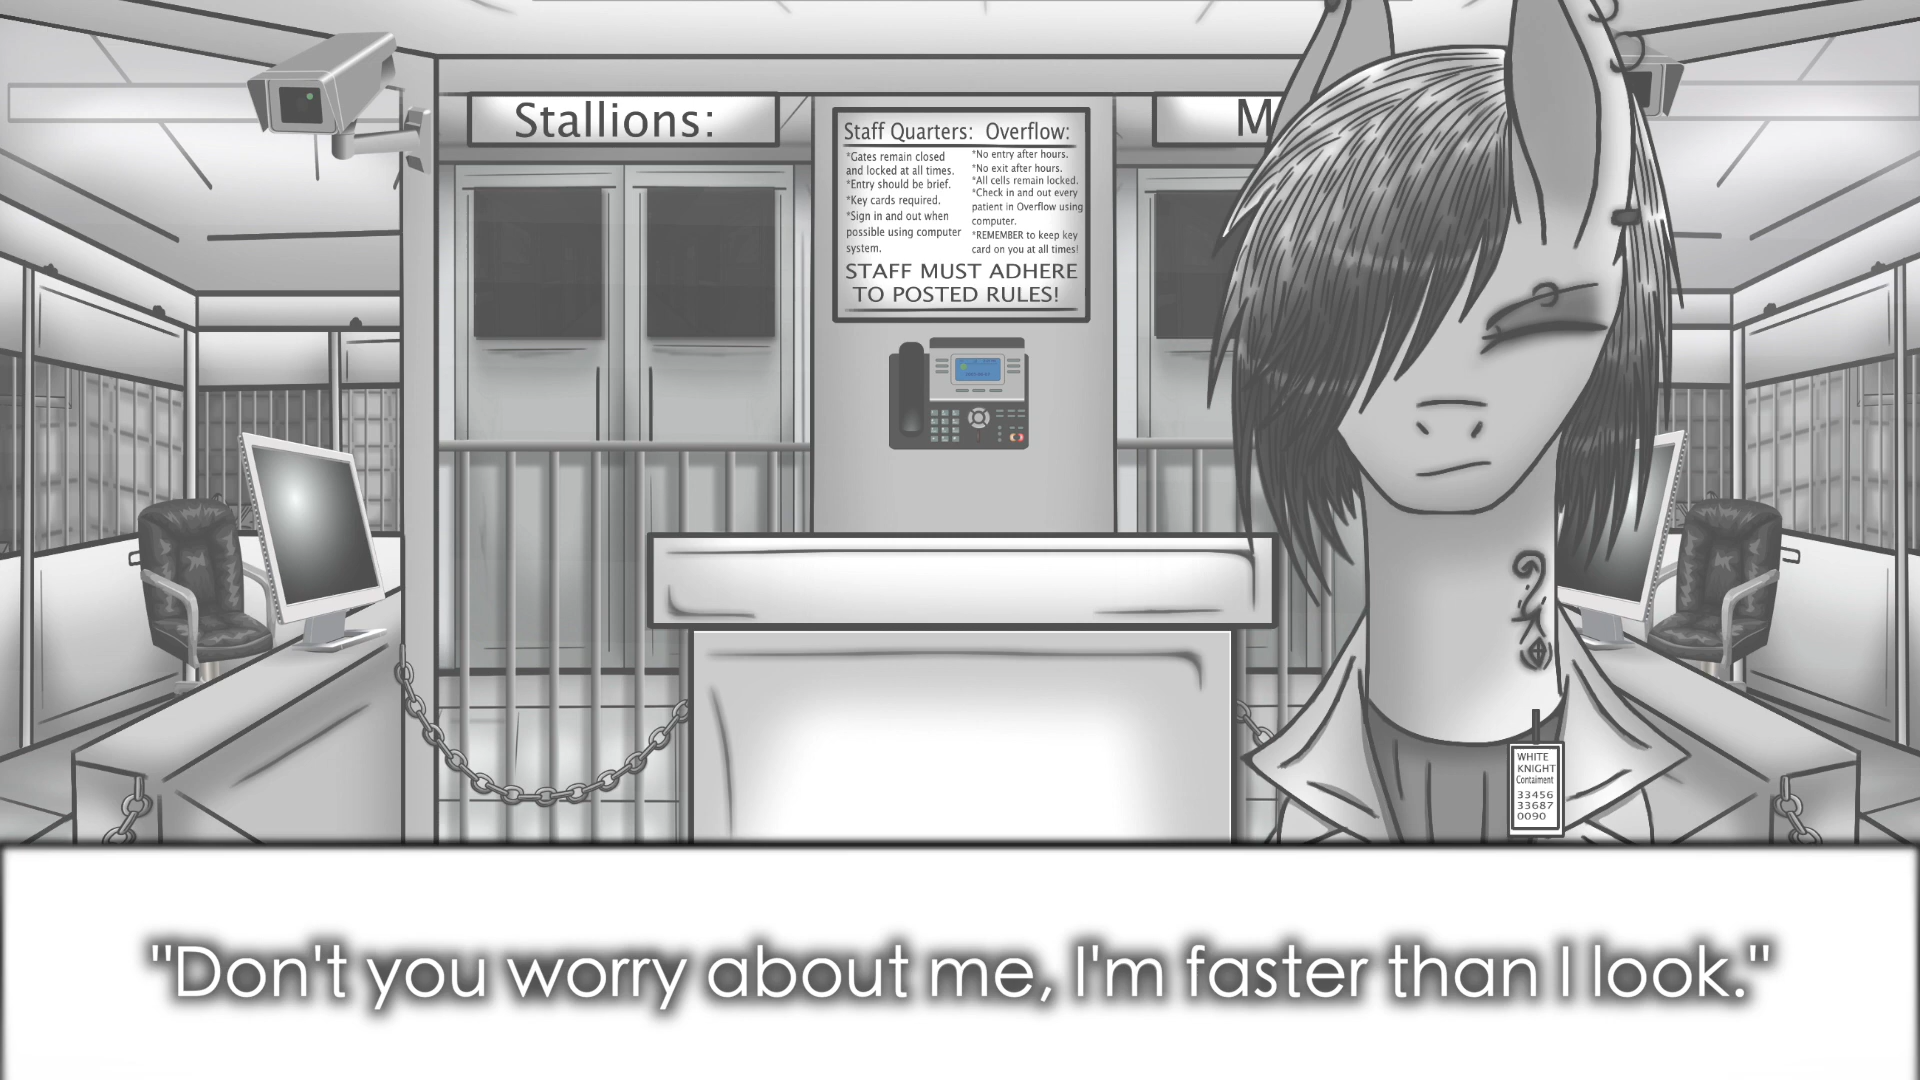 Stallions:
M
Staff Quarters:
*Gates remain closed
and locked at all times.
*Entry should be brief.
*Key cards required.
*Sign in and out when
possible using computer
system.
Overflow:
*No entry after hours.
*No exit after hours.
*All cells remain locked.
*Check in and out every
patient in Overflow using
computer.
*REMEMBER to keep key
card on you at all times!
STAFF MUST ADHERE
TO POSTED RULES!
WHITE
KNIGHT
Contaiment
33456
33687
0090
"Don't you worry about me, I'm faster than I look."